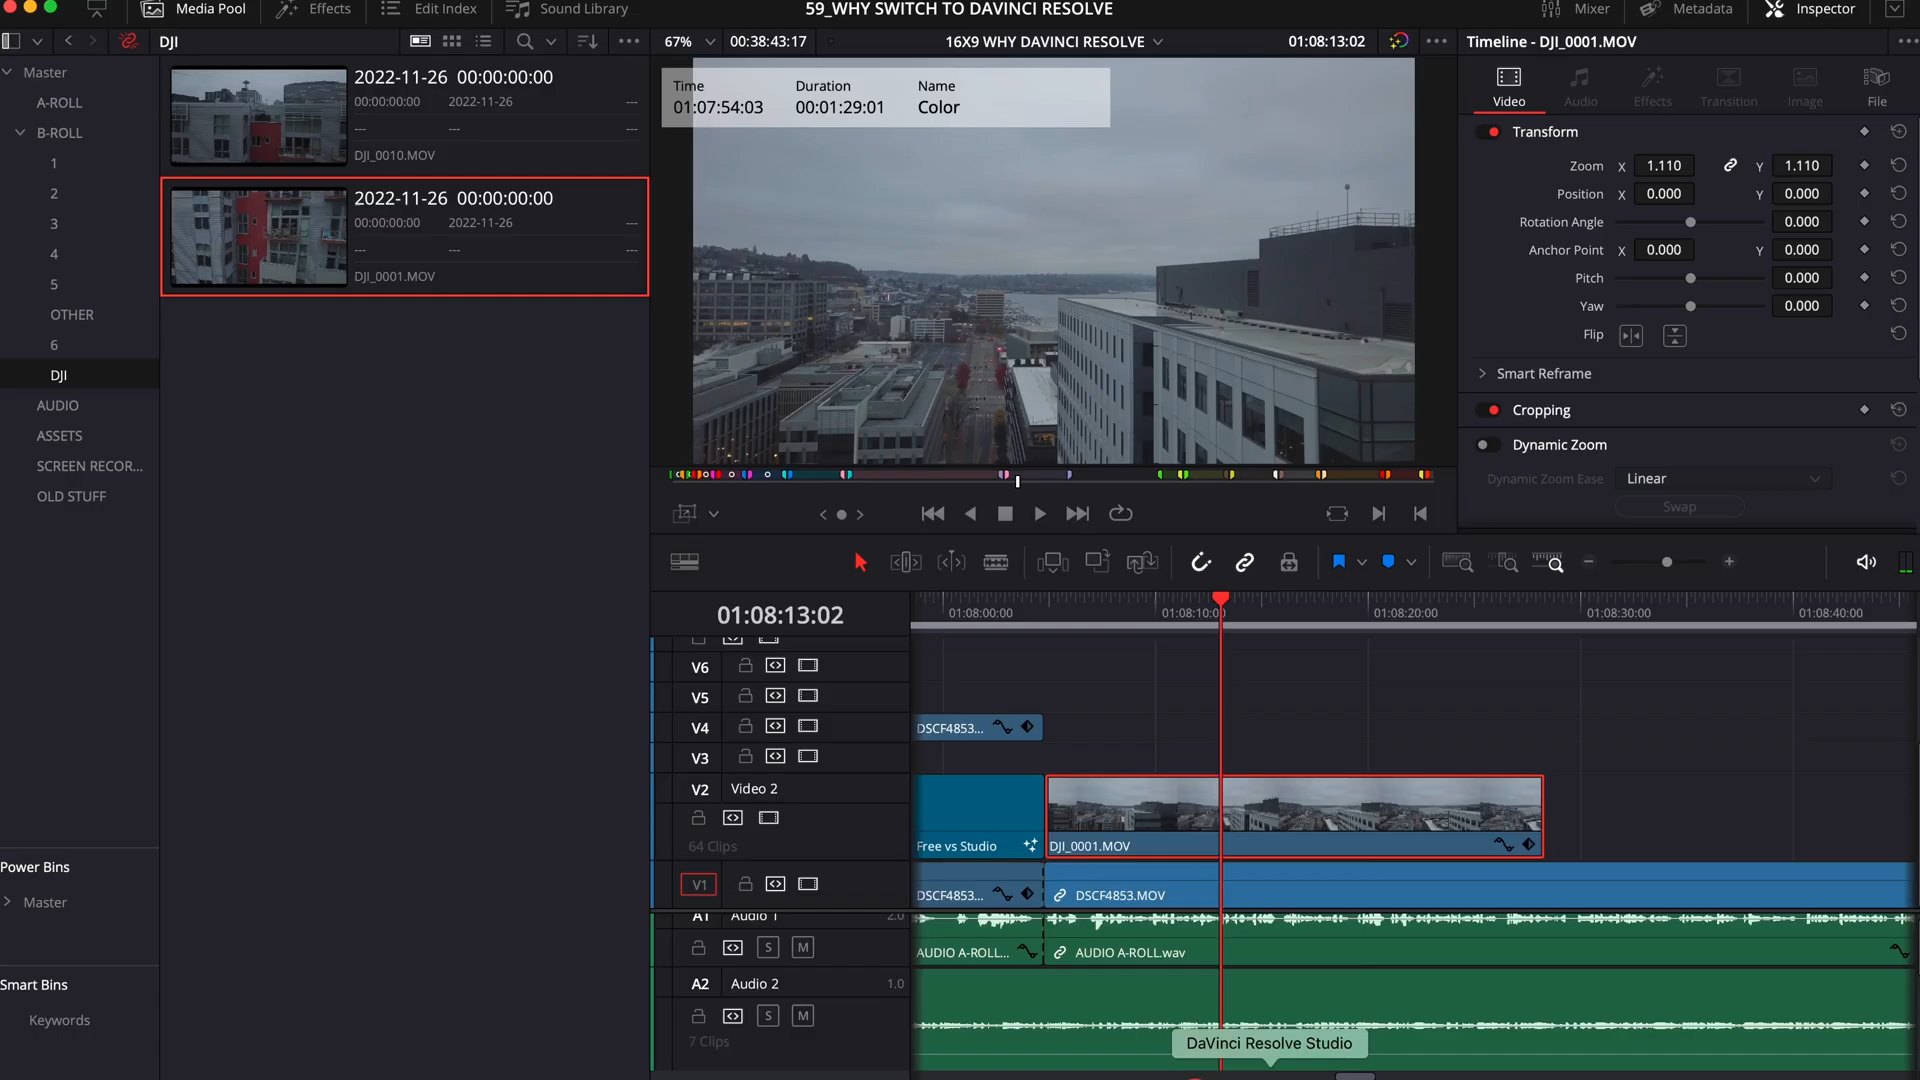 Media Pool
Effects
Edit Index
Sound Library
59_WHY SWITCH TO DAVINCI RESOLVE
Mixer
Metadata
Inspector
DJI
67%
00:38:43:17
16X9 WHY DAVINCI RESOLVE
01:08:13:02
Timeline - DJI_0001.MOV
Master
A-ROLL
B-ROLL
1
2
3
4
5
OTHER
6
DJI
AUDIO
ASSETS
SCREEN RECOR...
OLD STUFF
Power Bins
Master
Smart Bins
Keywords
2022-11-26 00:00:00:00
00:00:00:00 2022-11-26 ---
--- --- ---
DJI_0010.MOV
2022-11-26 00:00:00:00
00:00:00:00 2022-11-26 ---
--- --- ---
DJI_0001.MOV
Time Duration Name
01:07:54:03 00:01:29:01 Color
Video
Audio
Effects
Transition
Image
File
Transform
Zoom X 1.110 Y 1.110
Position X 0.000 Y 0.000
Rotation Angle 0.000
Anchor Point X 0.000 Y 0.000
Pitch 0.000
Yaw 0.000
Flip
Smart Reframe
Cropping
Dynamic Zoom
Dynamic Zoom Ease Linear
Swap
01:08:13:02
01:08:00:00
01:08:10:00
01:08:20:00
01:08:30:00
01:08:40:00
V6
V5
V4
DSCF4853...
V3
V2 Video 2
64 Clips
Free vs Studio
DJI_0001.MOV
V1
DSCF4853...
DSCF4853.MOV
A1 Audio 1 2.0
S M
AUDIO A-ROLL...
AUDIO A-ROLL.wav
A2 Audio 2 1.0
S M
7 Clips
DaVinci Resolve Studio